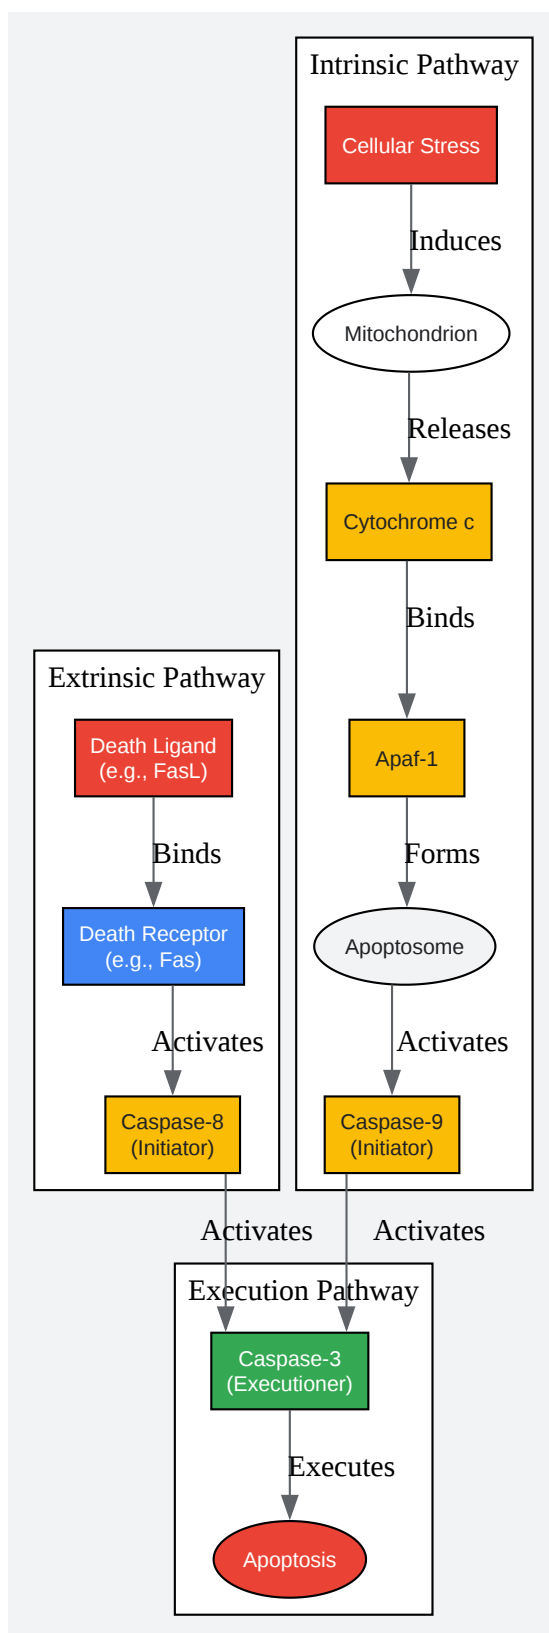 Intrinsic Pathway
Cellular Stress
Induces
Mitochondrion
Releases
Cytochrome c
Binds
Apaf-1
Forms
Apoptosome
Activates
Caspase-9
(Initiator)
Activates
Extrinsic Pathway
Death Ligand
(e.g., FasL)
Binds
Death Receptor
(e.g., Fas)
Activates
Caspase-8
(Initiator)
Activates
Execution Pathway
Caspase-3
(Executioner)
Executes
Apoptosis